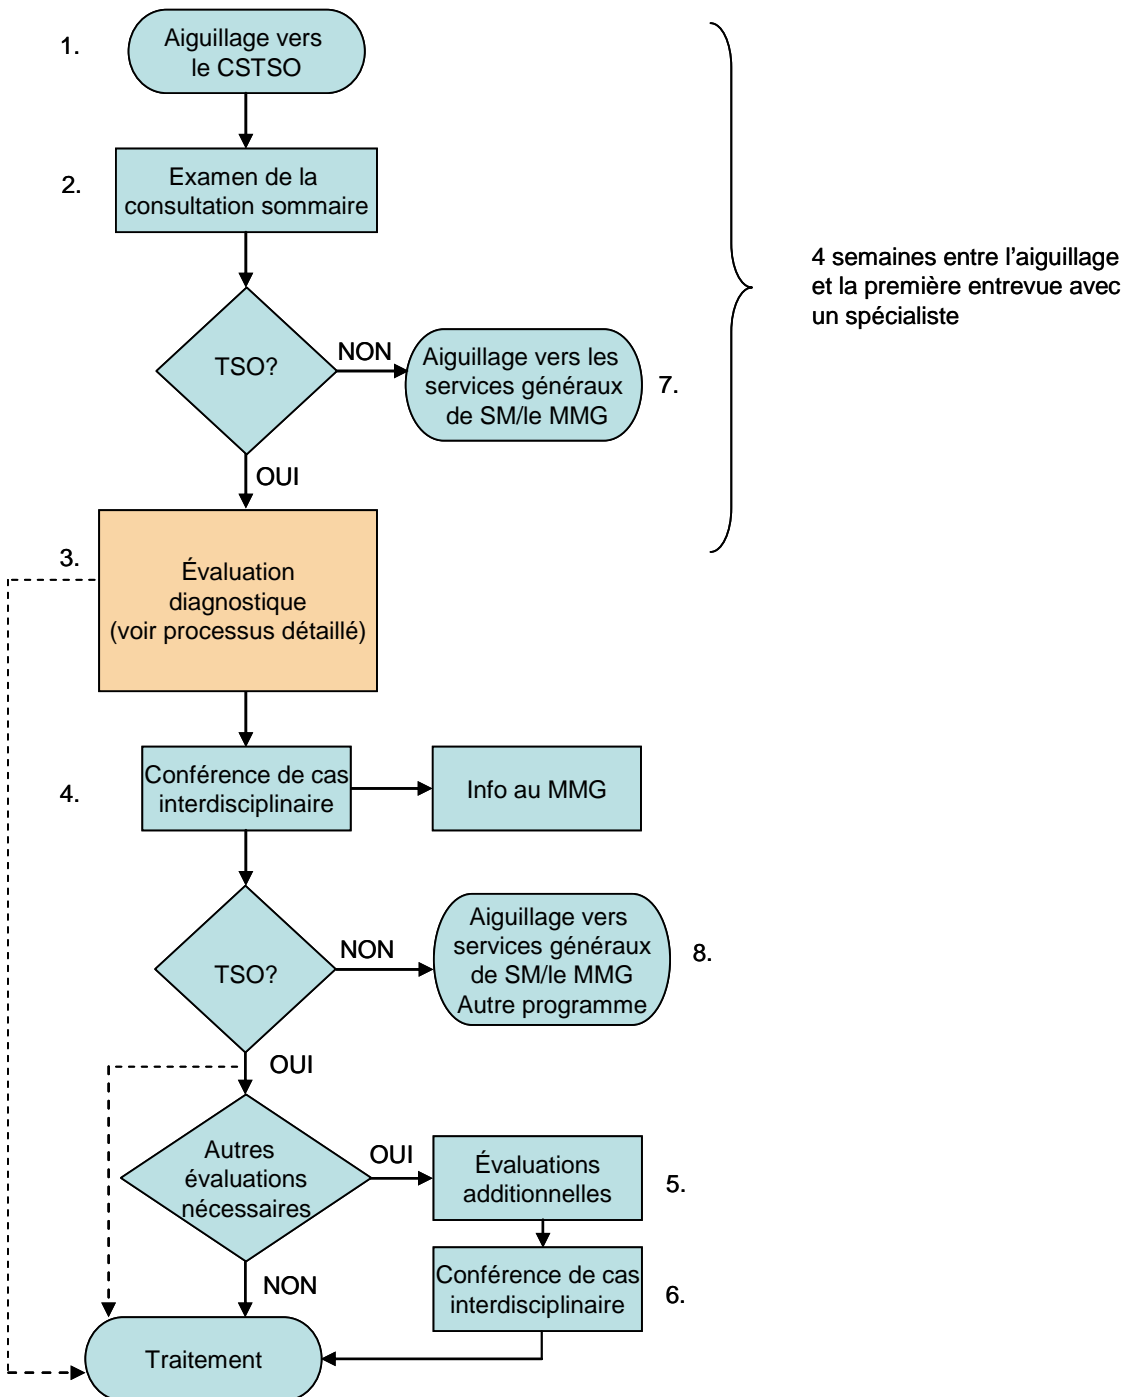 1.
Aiguillage vers
le CSTSO
2.
Examen de la
consultation sommaire
4 semaines entre l'aiguillage
et la première entrevue avec
un spécialiste
TSO?
NON
Aiguillage vers les
services généraux
de SM/le MMG
7.
OUI
3.
Évaluation
diagnostique
(voir processus détaillé)
4.
Conférence de cas
interdisciplinaire
Info au MMG
TSO?
NON
Aiguillage vers
services généraux
de SM/le MMG
Autre programme
8.
OUI
Autres
évaluations
nécessaires
OUI
Évaluations
additionnelles
5.
NON
Conférence de cas
interdisciplinaire
6.
Traitement